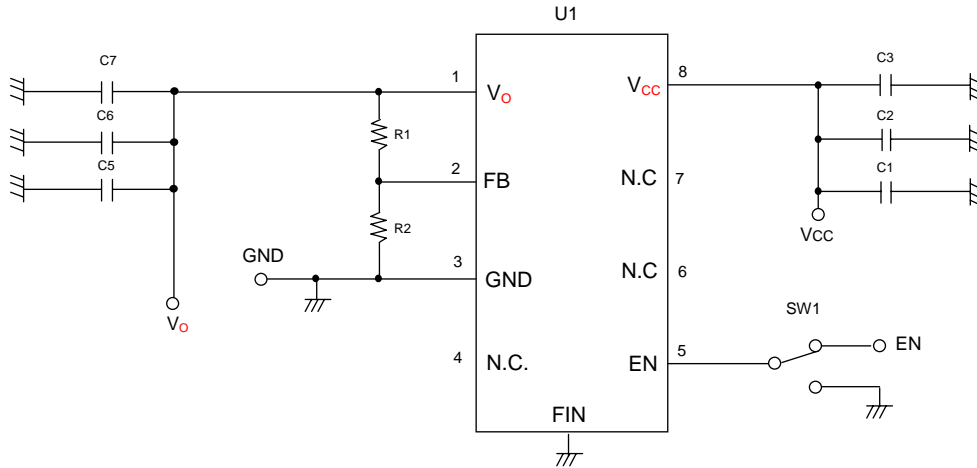 U1
C7
C6
C5
1
VO
R1
2
FB
R2
GND
3
GND
VO
4
N.C.
FIN
8
VCC
C3
C2
C1
VCC
N.C
7
N.C
6
SW1
5
EN
EN